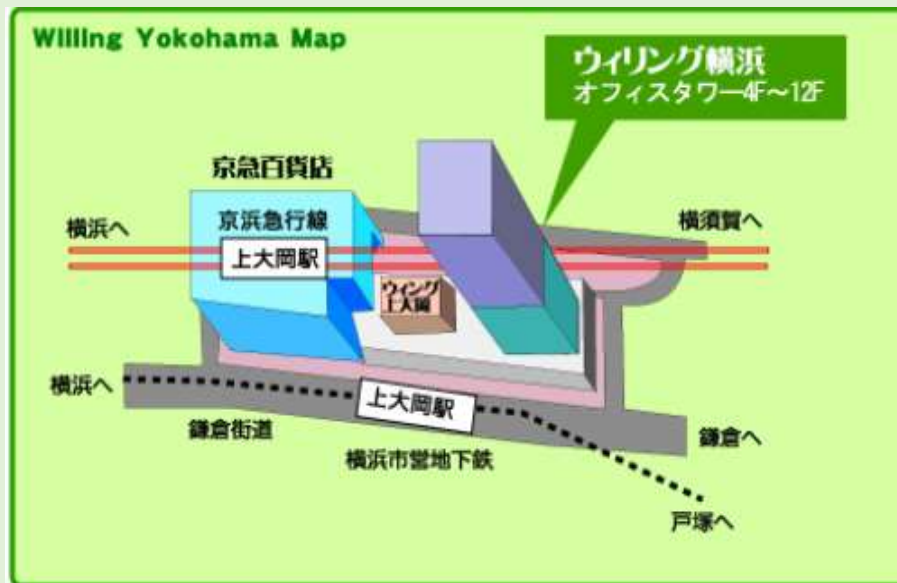 Willing Yokohama Map
ウィリング横浜
オフィスタワー4F〜12F
京急百貨店
京浜急行線
横浜へ
横須賀へ
上大岡駅
ウィング
上大岡
横浜へ
上大岡駅
鎌倉街道
鎌倉へ
横浜市営地下鉄
戸塚へ